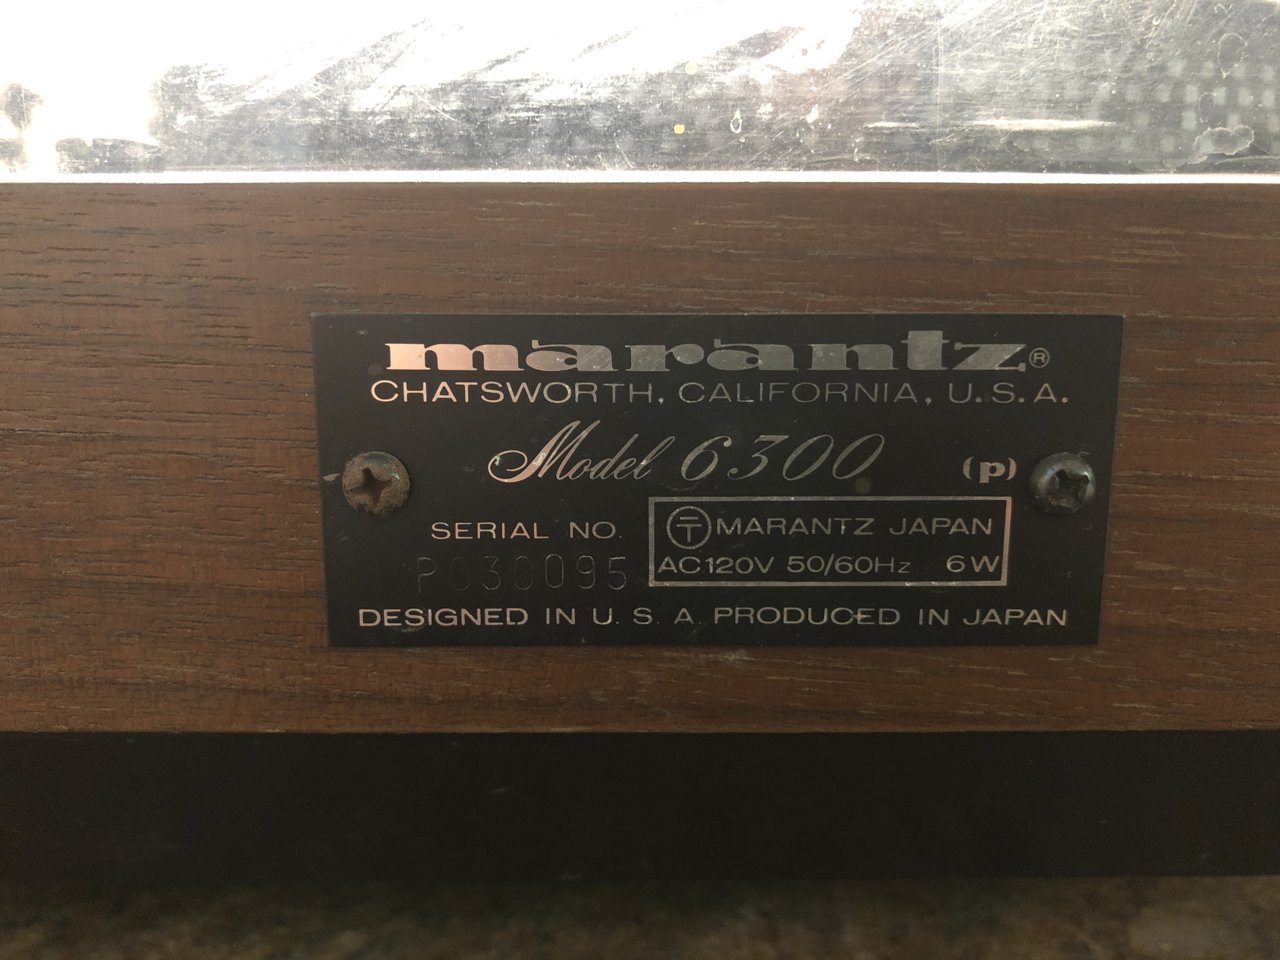 marantz®
CHATSWORTH, CALIFORNIA, U.S.A.
Model 6300 (p)
SERIAL NO. P030095
〒 MARANTZ JAPAN
AC120V 50/60Hz 6W
DESIGNED IN U.S.A. PRODUCED IN JAPAN